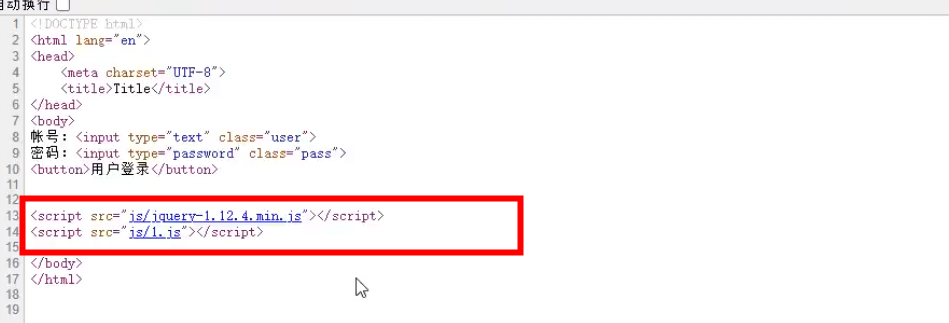 自动换行
1 <!DOCTYPE html>
2 <html lang="en">
3 <head>
4 <meta charset="UTF-8">
5 <title>Title</title>
6 </head>
7 <body>
8 帐号: <input type="text" class="user">
9 密码: <input type="password" class="pass">
10 <button>用户登录</button>
11
12
13 <script src="js/jquery-1.12.4.min.js"></script>
14 <script src="js/1.js"></script>
15
16 </body>
17 </html>
18
19